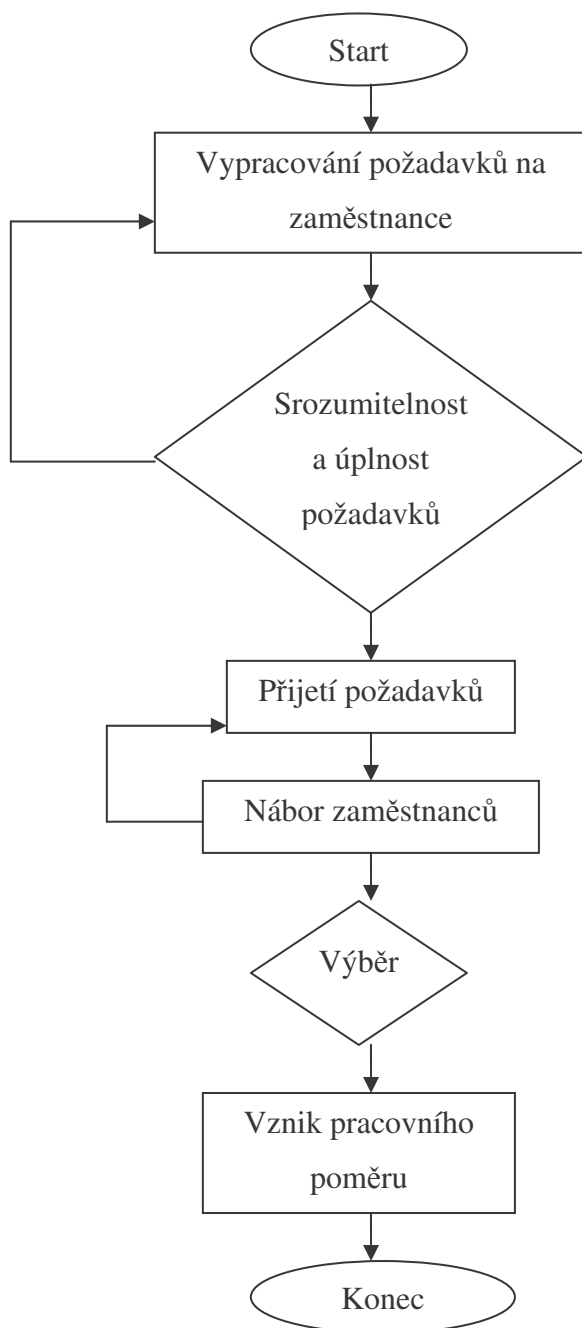 Start
Vypracování požadavků na
zaměstnance
Srozumitelnost
a úplnost
požadavků
Přijetí požadavků
Nábor zaměstnanců
Výběr
Vznik pracovního
poměru
Konec